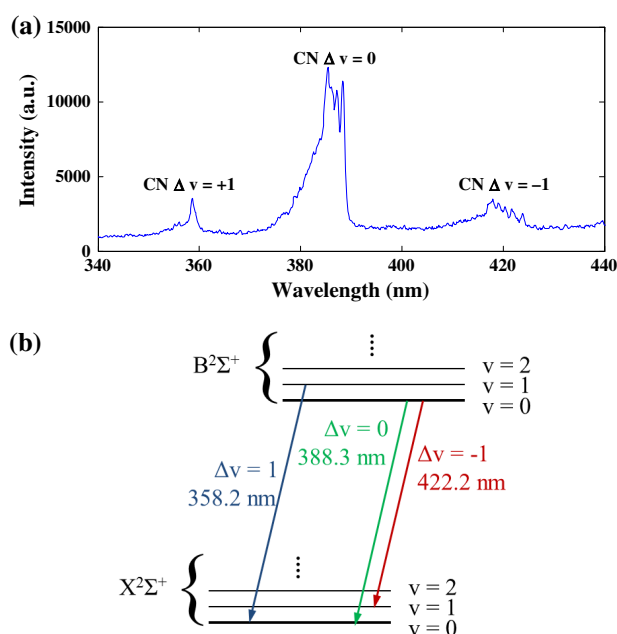 (a)
15000
10000
5000
0
Intensity (a.u.)
CN Δ v = 0
CN Δ v = +1
CN Δ v = −1
340
360
380
400
420
440
Wavelength (nm)
(b)
B²Σ⁺
v = 2
v = 1
v = 0
Δv = 0
388.3 nm
Δv = -1
422.2 nm
Δv = 1
358.2 nm
X²Σ⁺
v = 2
v = 1
v = 0